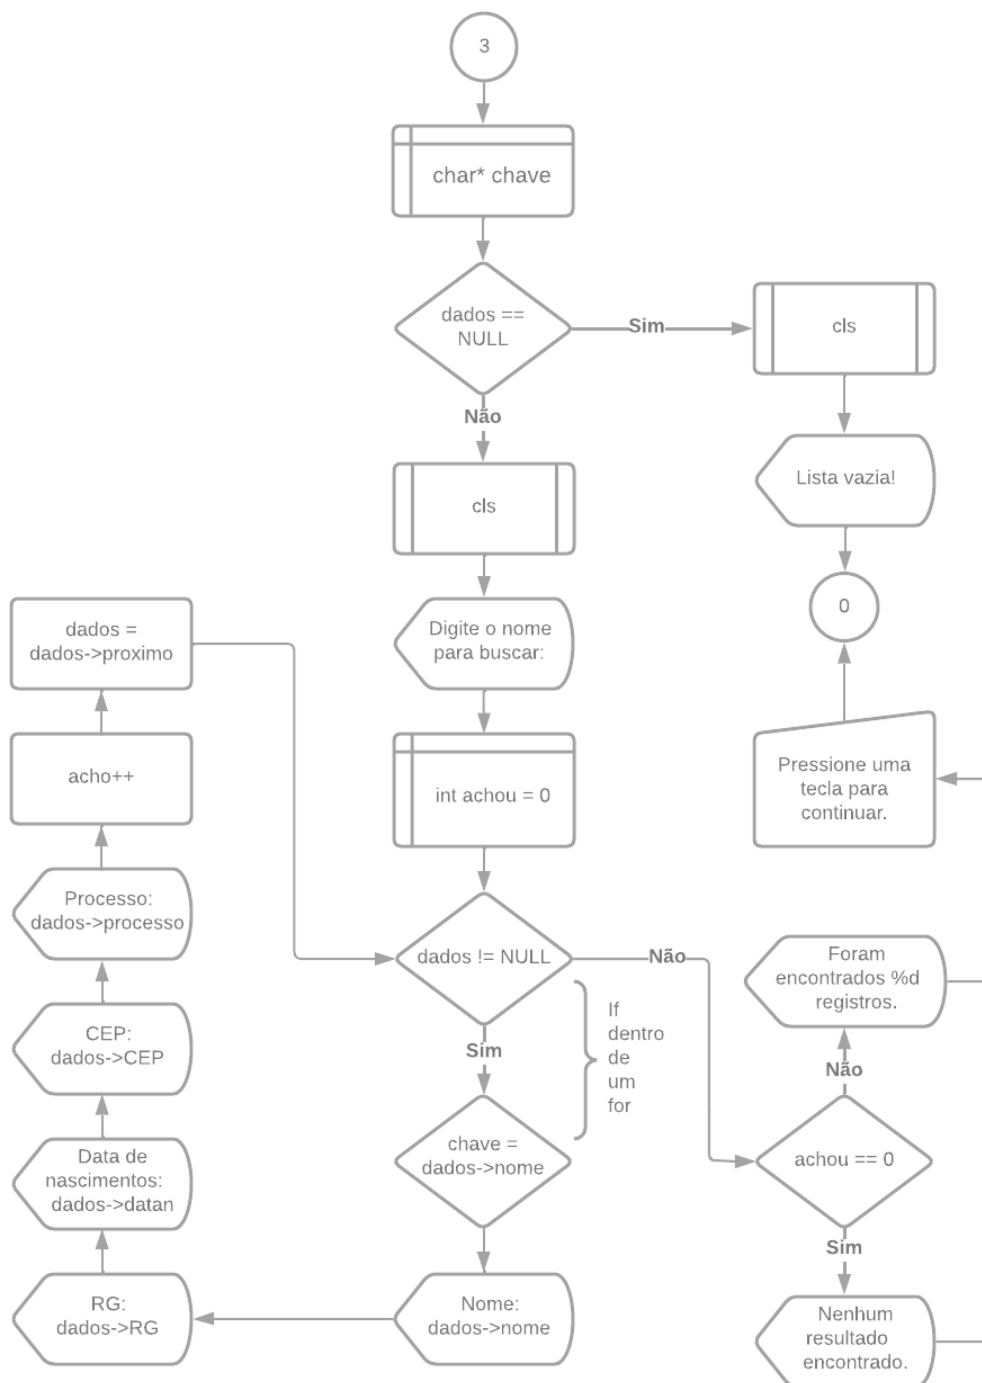 3
char* chave
dados ==
NULL
Sim
cls
Não
Lista vazia!
cls
0
Digite o nome
para buscar:
dados =
dados->proximo
acho++
int achou = 0
Pressione uma
tecla para
continuar.
Processo:
dados->processo
dados != NULL
Não
Foram
encontrados %d
registros.
If
dentro
de
um
for
CEP:
dados->CEP
Sim
Não
chave =
dados->nome
achou == 0
Data de
nascimentos:
dados->datan
Sim
RG:
dados->RG
Nome:
dados->nome
Nenhum
resultado
encontrado.